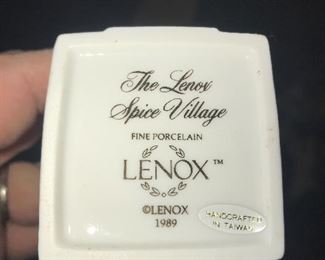 The Lenox
Spice Village
FINE PORCELAIN
LENOX™
©LENOX
1989
HANDCRAFTED
IN TAIWAN